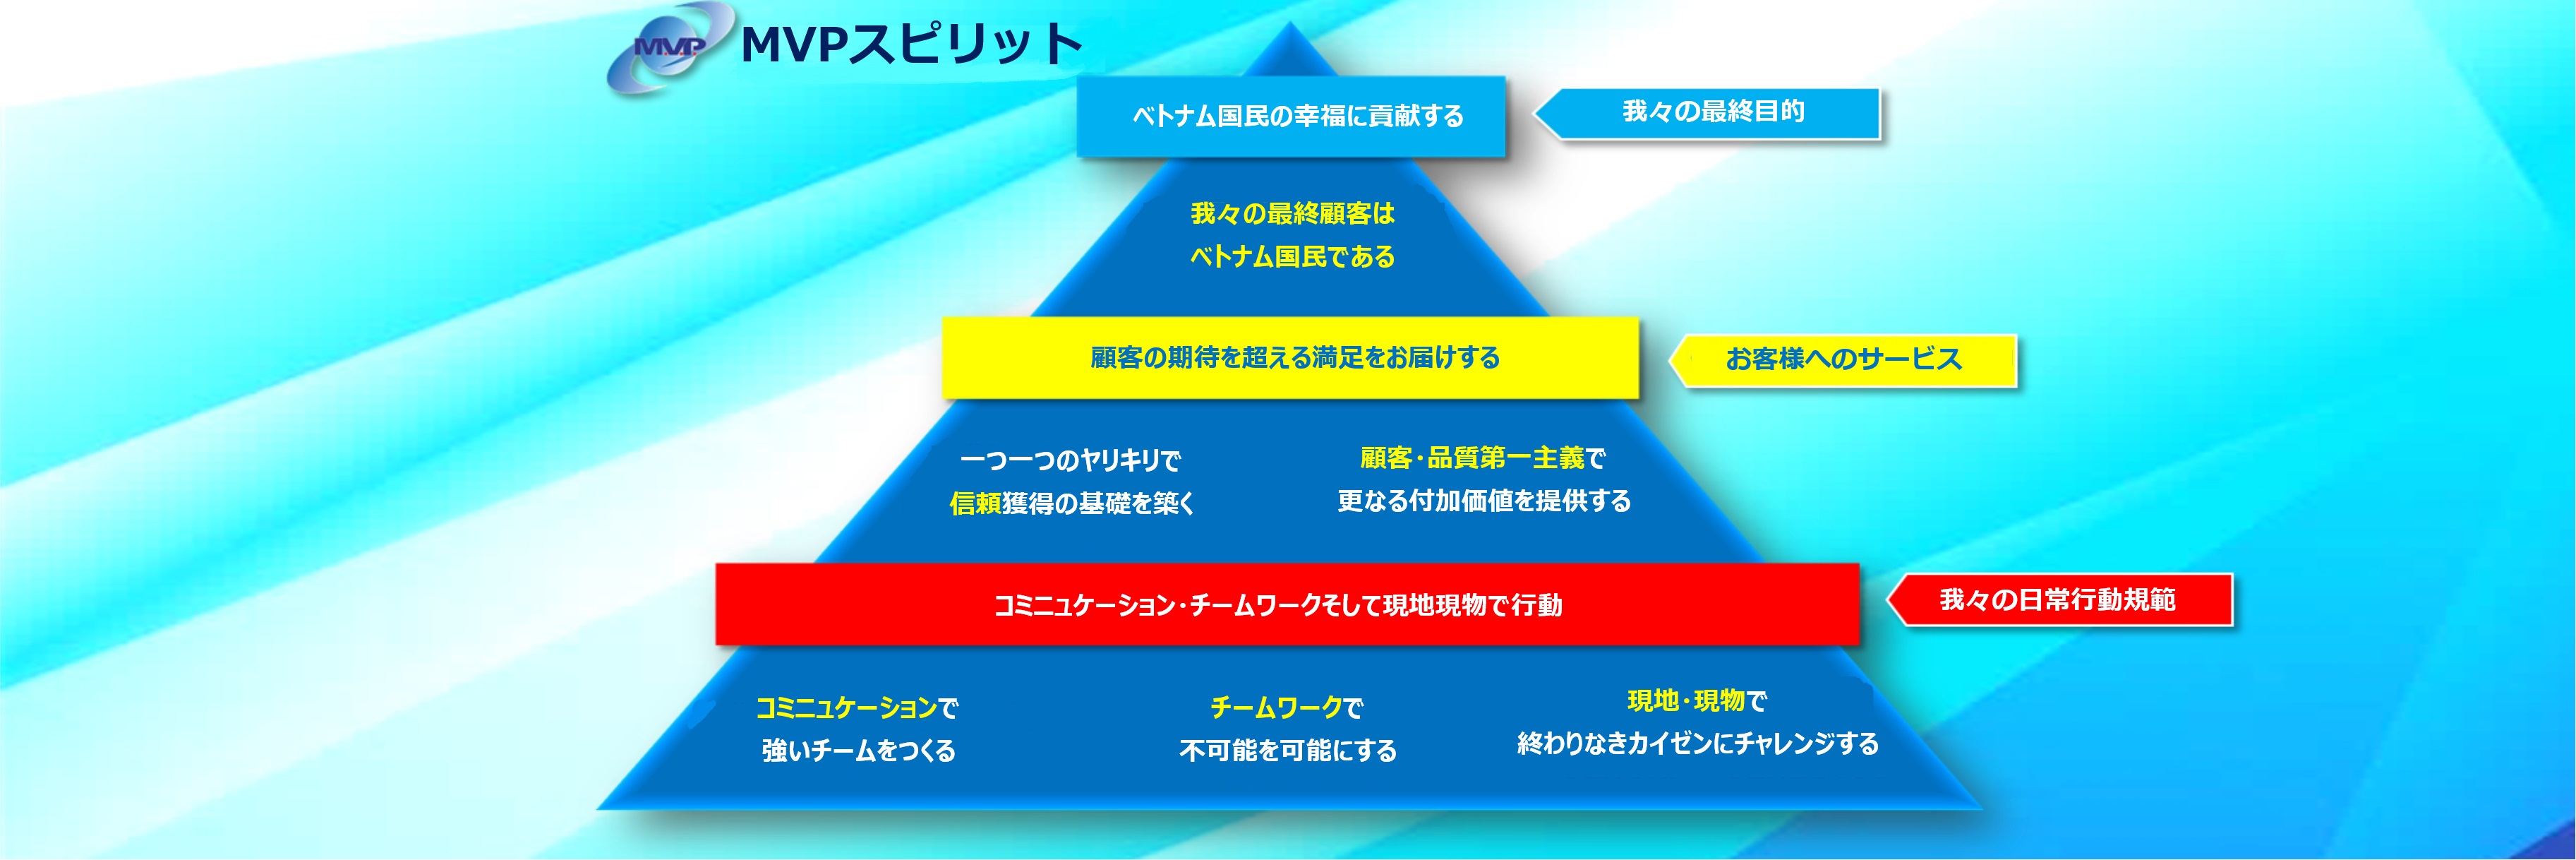 MVP
MVPスピリット
ベトナム国民の幸福に貢献する
我々の最終目的
我々の最終顧客は
ベトナム国民である
顧客の期待を超える満足をお届けする
お客様へのサービス
一つ一つのヤリキリで
信頼獲得の基礎を築く
顧客・品質第一主義で
更なる付加価値を提供する
コミニュケーション・チームワークそして現地現物で行動
我々の日常行動規範
コミニュケーションで
強いチームをつくる
チームワークで
不可能を可能にする
現地・現物で
終わりなきカイゼンにチャレンジする